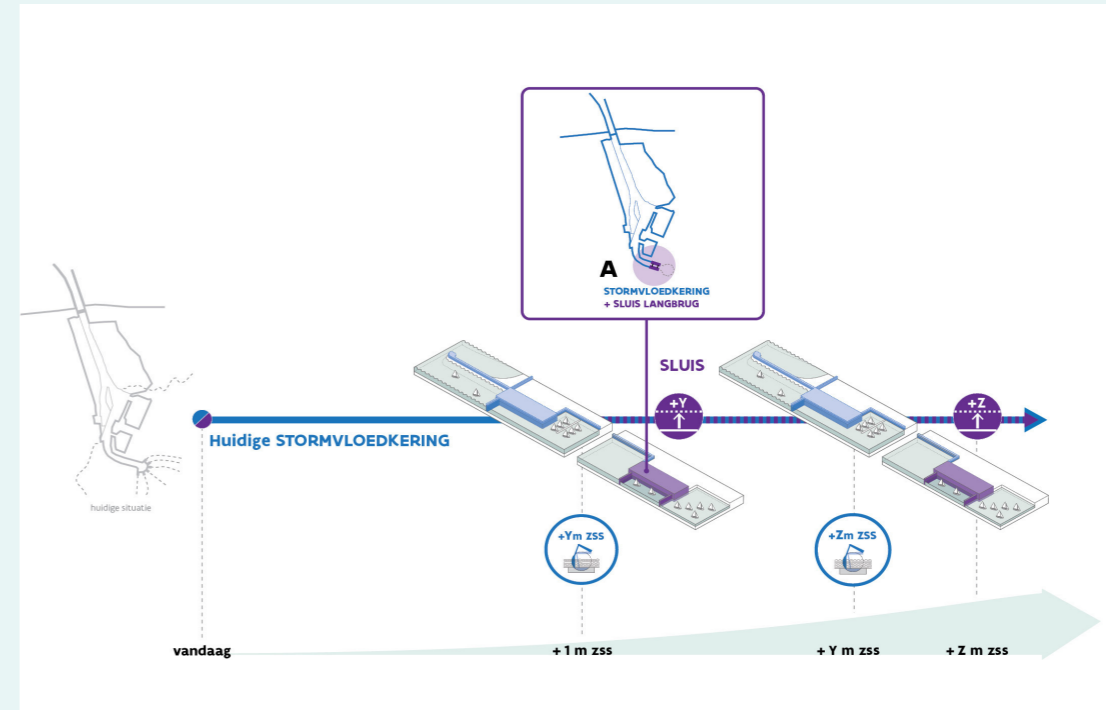 A
STORMVLOEDKERING
+ SLUIS LANGBRUG
SLUIS
+Y
+Z
Huidige STORMVLOEDKERING
huidige situatie
+Ym zss
+Zm zss
vandaag
+ 1 m zss
+ Y m zss
+ Z m zss